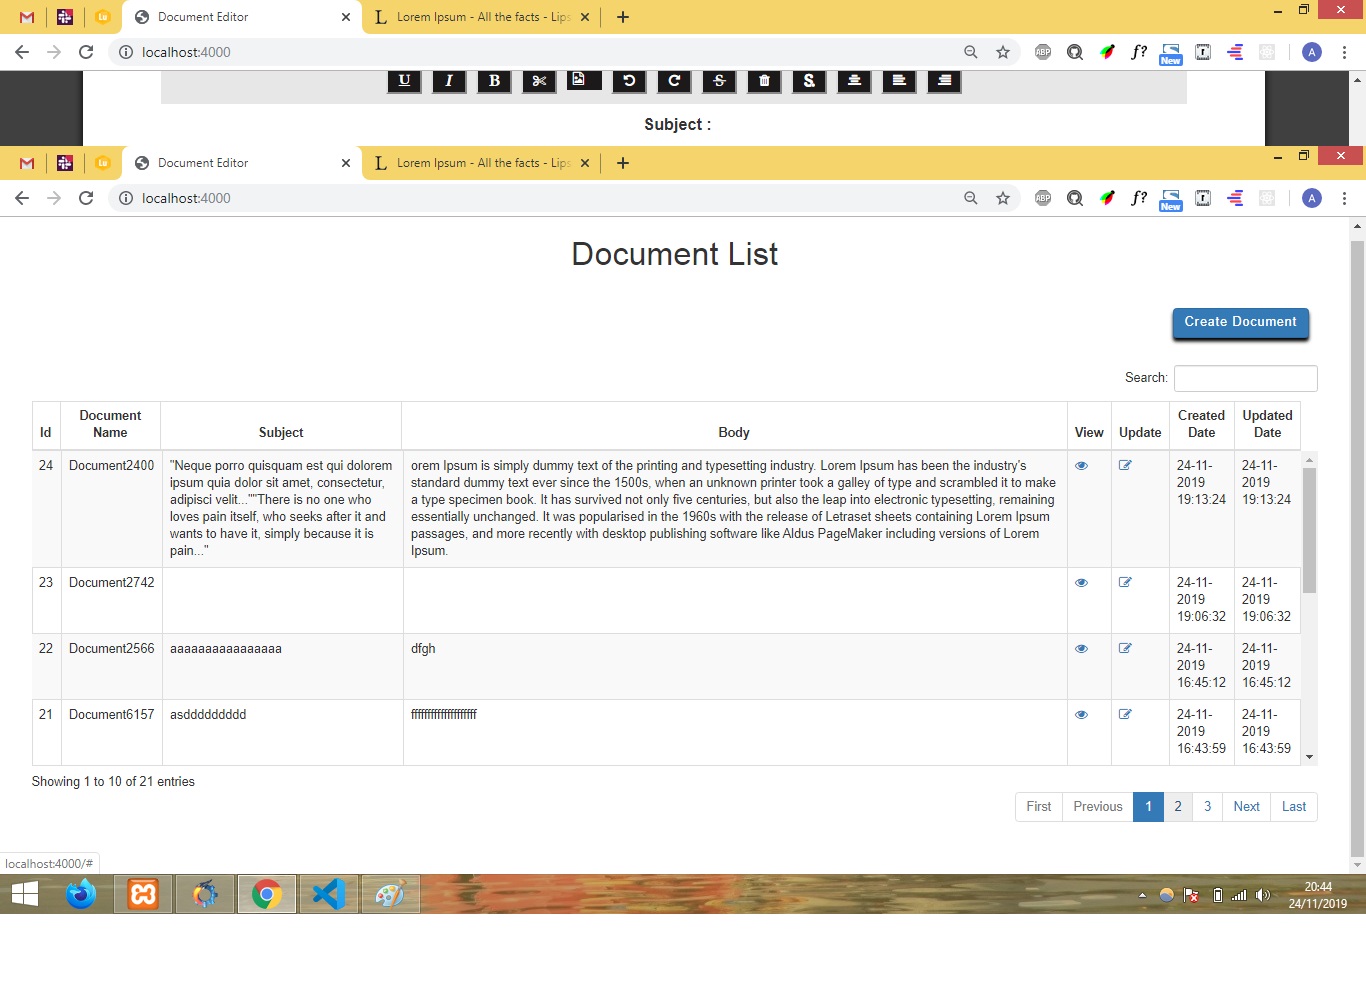 Document Editor
Lorem Ipsum - All the facts - Lips
localhost:4000
ABP
f?
New
A
U I B S S
Subject :
Document Editor
Lorem Ipsum - All the facts - Lips
localhost:4000
ABP
f?
New
A
Document List
Create Document
Search:
Id Document Name Subject Body View Update Created Date Updated Date
24 Document2400
"Neque porro quisquam est qui dolorem
ipsum quia dolor sit amet, consectetur,
adipisci velit...""There is no one who
loves pain itself, who seeks after it and
wants to have it, simply because it is
pain..."
orem Ipsum is simply dummy text of the printing and typesetting industry. Lorem Ipsum has been the industry's
standard dummy text ever since the 1500s, when an unknown printer took a galley of type and scrambled it to make
a type specimen book. It has survived not only five centuries, but also the leap into electronic typesetting, remaining
essentially unchanged. It was popularised in the 1960s with the release of Letraset sheets containing Lorem Ipsum
passages, and more recently with desktop publishing software like Aldus PageMaker including versions of Lorem
Ipsum.
24-11-
2019
19:13:24
24-11-
2019
19:13:24
23 Document2742
24-11-
2019
19:06:32
24-11-
2019
19:06:32
22 Document2566 aaaaaaaaaaaaaaaa dfgh
24-11-
2019
16:45:12
24-11-
2019
16:45:12
21 Document6157 asddddddddd
24-11-
2019
16:43:59
24-11-
2019
16:43:59
Showing 1 to 10 of 21 entries
First Previous 1 2 3 Next Last
localhost:4000/#
20:44
24/11/2019